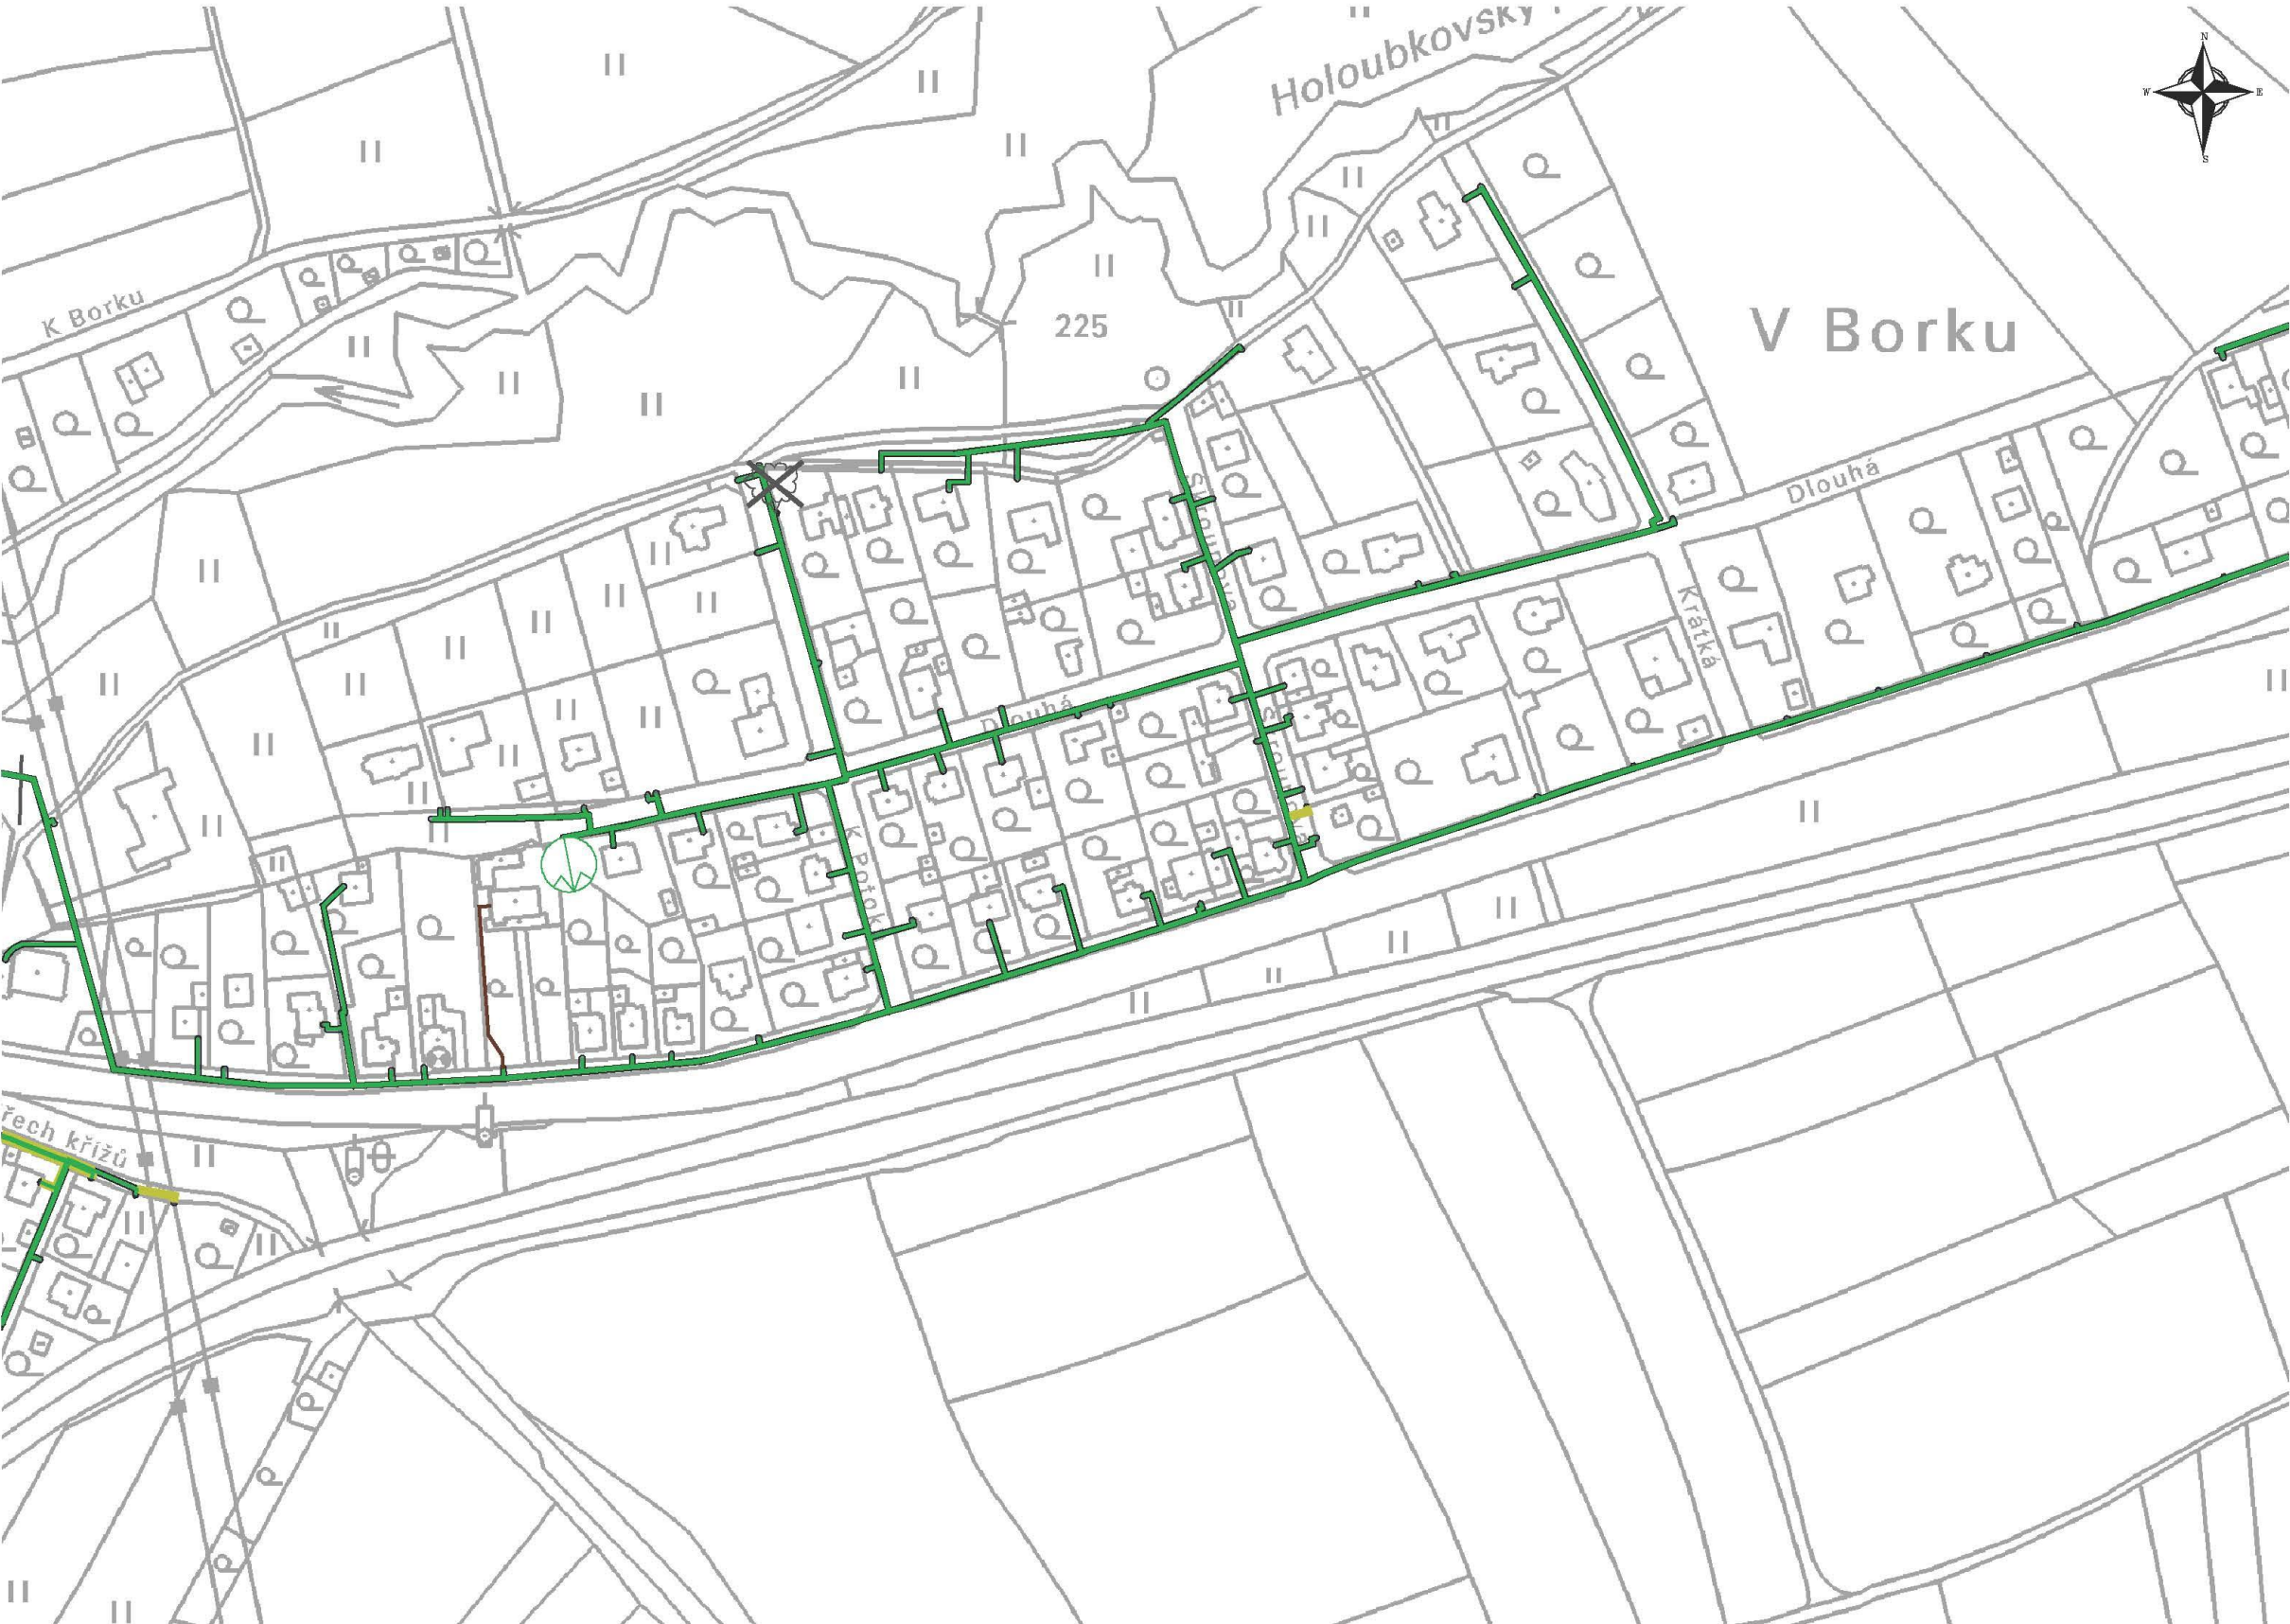 Holoubkovský
N
W
E
S
K Borku
225
V Borku
Dlouhá
Krátká
Dlouhá
K Potok
řech křížů